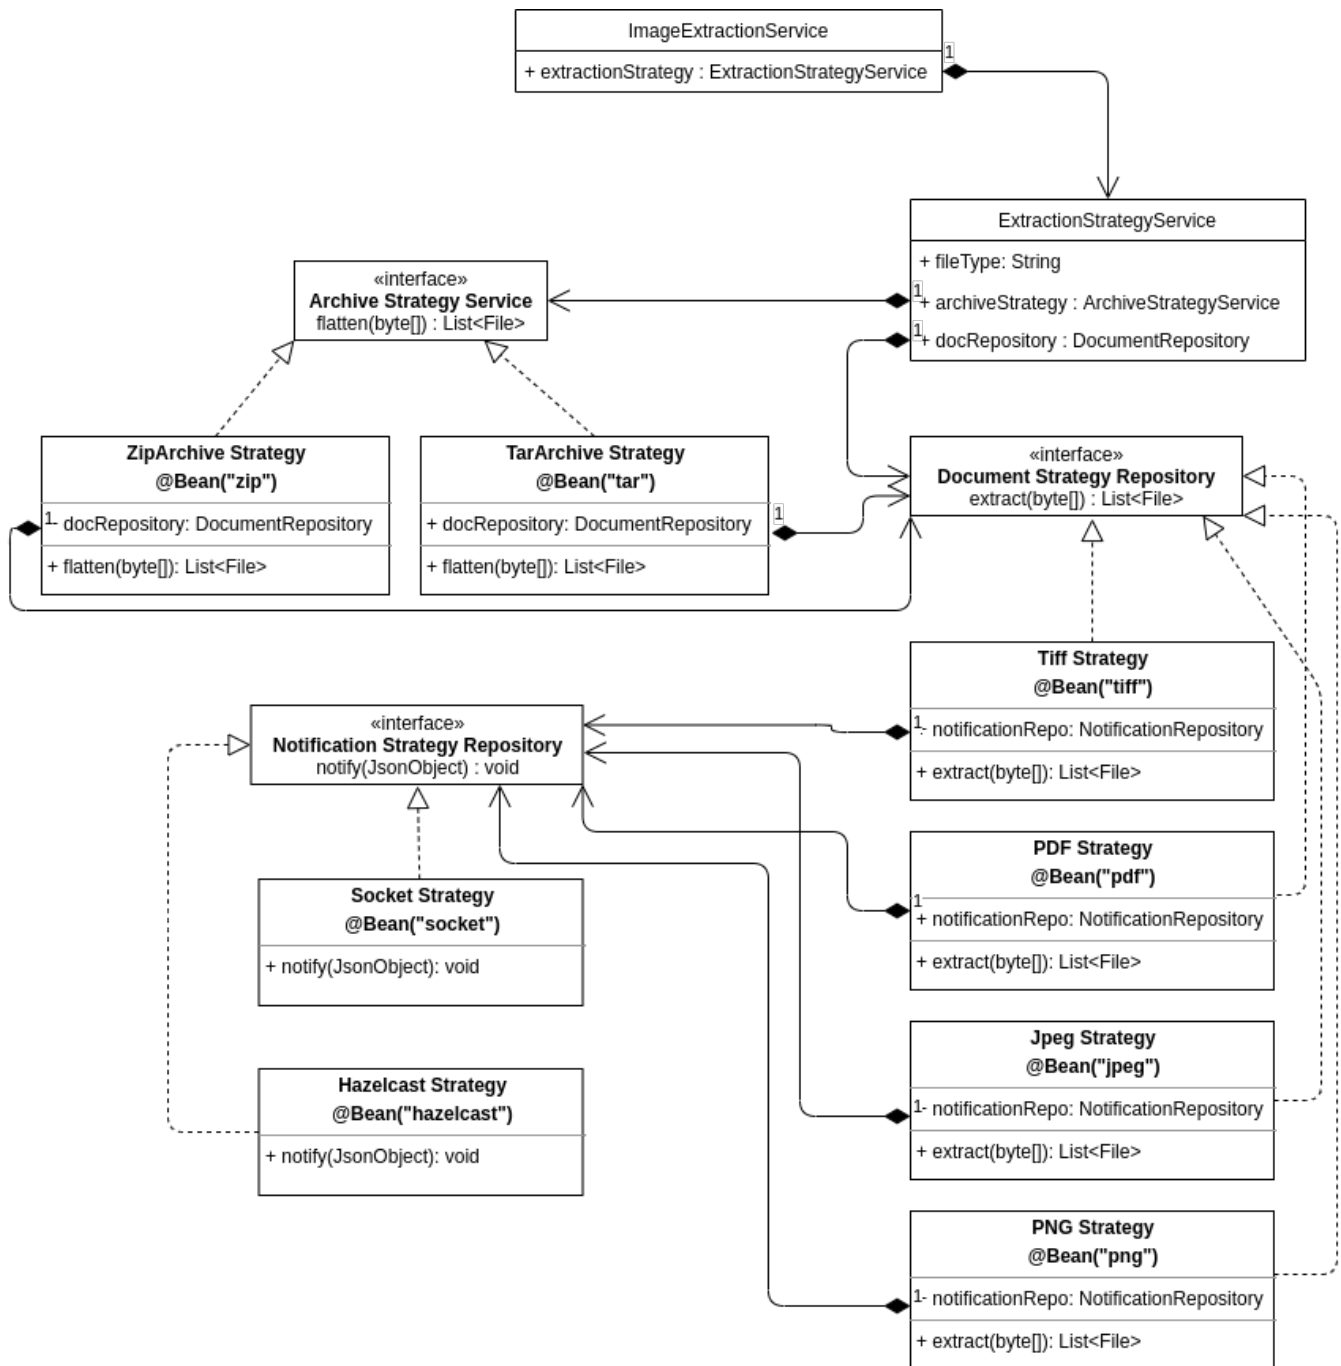 ImageExtractionService
+ extractionStrategy : ExtractionStrategyService
1
ExtractionStrategyService
+ fileType: String
1
+ archiveStrategy : ArchiveStrategyService
1
+ docRepository : DocumentRepository
«interface»
Archive Strategy Service
flatten(byte[]) : List<File>
ZipArchive Strategy
@Bean("zip")
1
- docRepository: DocumentRepository
+ flatten(byte[]): List<File>
TarArchive Strategy
@Bean("tar")
1
+ docRepository: DocumentRepository
+ flatten(byte[]): List<File>
«interface»
Document Strategy Repository
extract(byte[]) : List<File>
Tiff Strategy
@Bean("tiff")
1
- notificationRepo: NotificationRepository
+ extract(byte[]): List<File>
«interface»
Notification Strategy Repository
notify(JsonObject) : void
PDF Strategy
@Bean("pdf")
1
+ notificationRepo: NotificationRepository
+ extract(byte[]): List<File>
Socket Strategy
@Bean("socket")
+ notify(JsonObject): void
Jpeg Strategy
@Bean("jpeg")
1
- notificationRepo: NotificationRepository
+ extract(byte[]): List<File>
Hazelcast Strategy
@Bean("hazelcast")
+ notify(JsonObject): void
PNG Strategy
@Bean("png")
1
- notificationRepo: NotificationRepository
+ extract(byte[]): List<File>